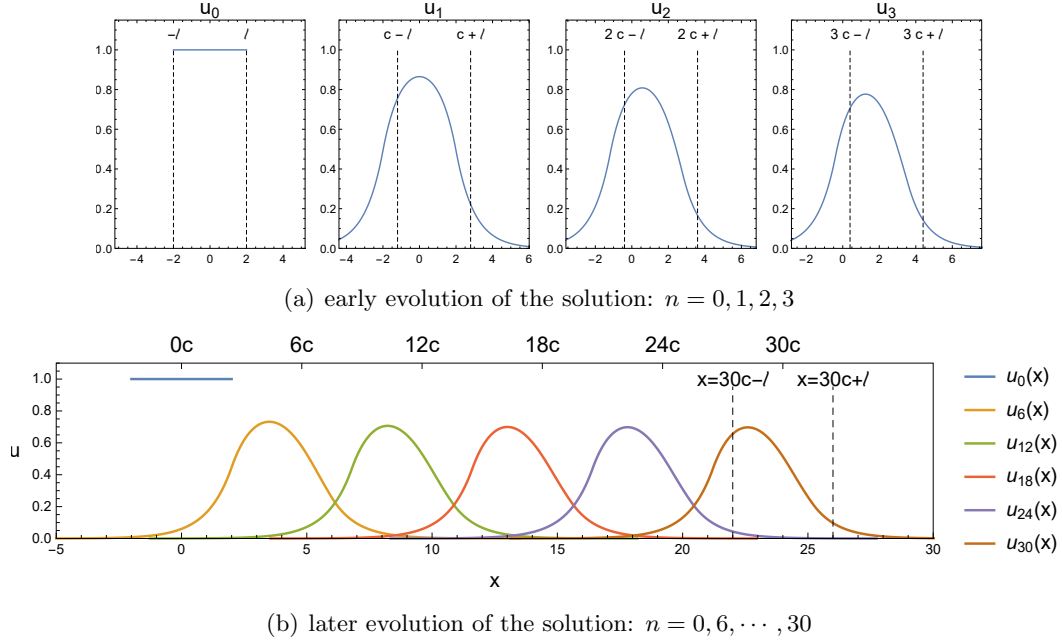 u₀ u₁ u₂ u₃
-ℓ ℓ c-ℓ c+ℓ 2 c-ℓ 2 c+ℓ 3 c-ℓ 3 c+ℓ
1.0 1.0 1.0 1.0
0.8 0.8 0.8 0.8
0.6 0.6 0.6 0.6
0.4 0.4 0.4 0.4
0.2 0.2 0.2 0.2
0.0 0.0 0.0 0.0
-4 -2 0 2 4 -4 -2 0 2 4 6 -2 0 2 4 6 -2 0 2 4 6
(a) early evolution of the solution: n = 0, 1, 2, 3
0c 6c 12c 18c 24c 30c
x=30c-ℓ x=30c+ℓ
1.0
0.8
0.6
0.4
0.2
0.0
u
-5 0 5 10 15 20 25 30
x
u₀(x)
u₆(x)
u₁₂(x)
u₁₈(x)
u₂₄(x)
u₃₀(x)
(b) later evolution of the solution: n = 0, 6, ⋯ , 30